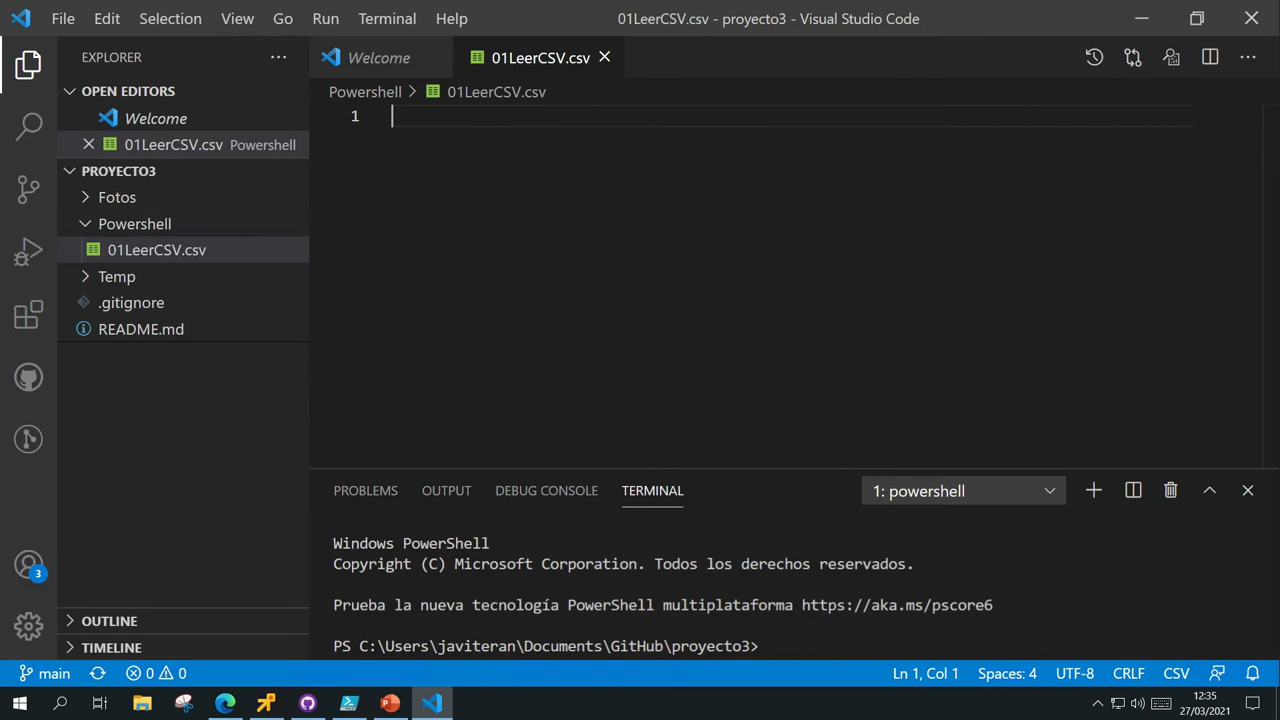 File Edit Selection View Go Run Terminal Help 01LeerCSV.csv - proyecto3 - Visual Studio Code
EXPLORER
OPEN EDITORS
Welcome
01LeerCSV.csv Powershell
PROYECTO3
Fotos
Powershell
01LeerCSV.csv
Temp
.gitignore
README.md
OUTLINE
TIMELINE
Welcome 01LeerCSV.csv
Powershell 01LeerCSV.csv
1
PROBLEMS OUTPUT DEBUG CONSOLE TERMINAL 1: powershell
Windows PowerShell
Copyright (C) Microsoft Corporation. Todos los derechos reservados.
Prueba la nueva tecnología PowerShell multiplataforma https://aka.ms/pscore6
PS C:\Users\javiteran\Documents\GitHub\proyecto3>
3
main 0 0 Ln 1, Col 1 Spaces: 4 UTF-8 CRLF CSV
12:35
27/03/2021